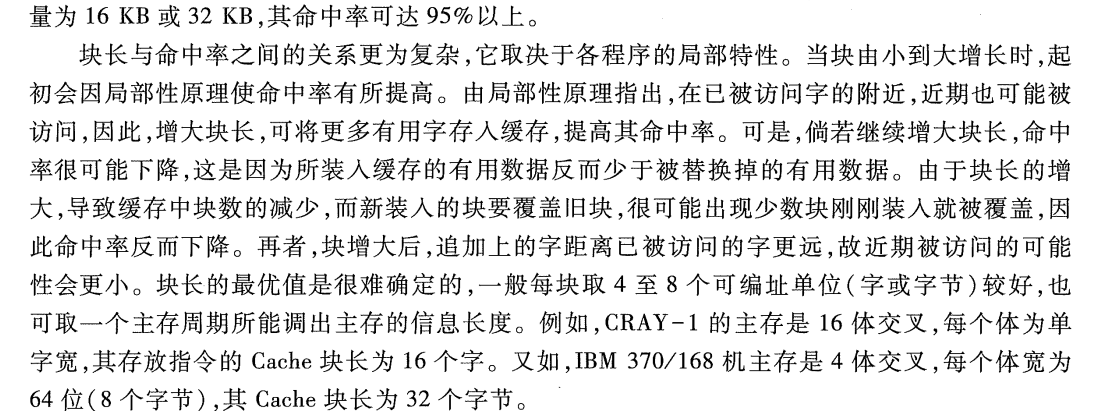 量为 16 KB 或 32 KB,其命中率可达 95%以上。
块长与命中率之间的关系更为复杂,它取决于各程序的局部特性。当块由小到大增长时,起
初会因局部性原理使命中率有所提高。由局部性原理指出,在已被访问字的附近,近期也可能被
访问,因此,增大块长,可将更多有用字存入缓存,提高其命中率。可是,倘若继续增大块长,命中
率很可能下降,这是因为所装入缓存的有用数据反而少于被替换掉的有用数据。由于块长的增
大,导致缓存中块数的减少,而新装入的块要覆盖旧块,很可能出现少数块刚刚装入就被覆盖,因
此命中率反而下降。再者,块增大后,追加上的字距离已被访问的字更远,故近期被访问的可能
性会更小。块长的最优值是很难确定的,一般每块取 4 至 8 个可编址单位(字或字节)较好,也
可取一个主存周期所能调出主存的信息长度。例如,CRAY-1 的主存是 16 体交叉,每个体为单
字宽,其存放指令的 Cache 块长为 16 个字。又如,IBM 370/168 机主存是 4 体交叉,每个体宽为
64 位(8 个字节),其 Cache 块长为 32 个字节。